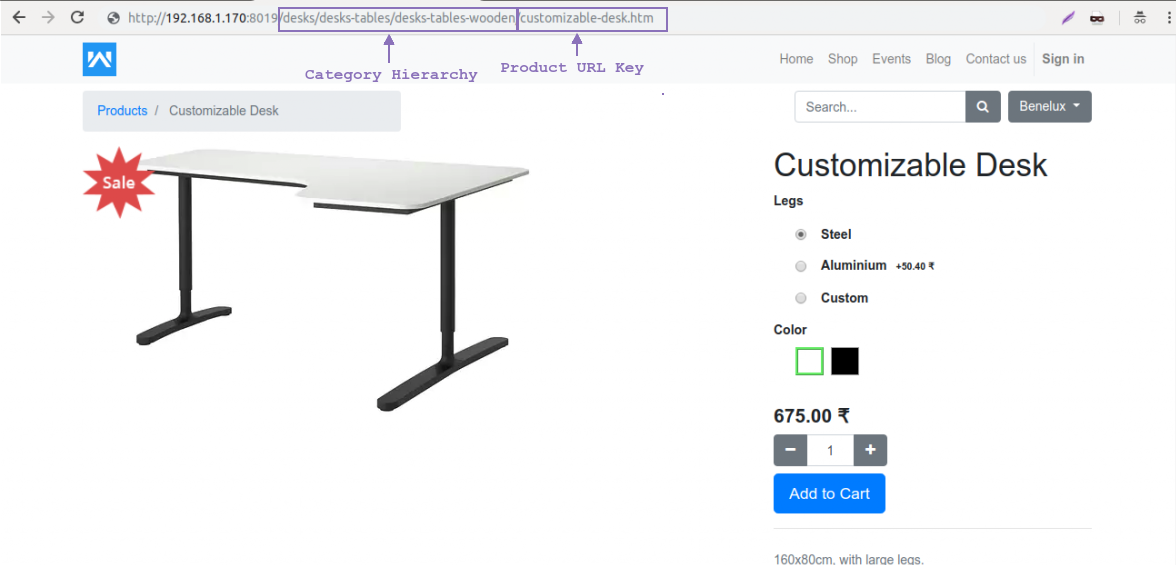 http://192.168.1.170:8019/desks/desks-tables/desks-tables-wooden/customizable-desk.htm
Category Hierarchy
Product URL Key
Home Shop Events Blog Contact us Sign in
Products / Customizable Desk
Search...
Benelux
Sale
Customizable Desk
Legs
Steel
Aluminium +50.40 ₹
Custom
Color
675.00 ₹
− 1 +
Add to Cart
160x80cm, with large legs.